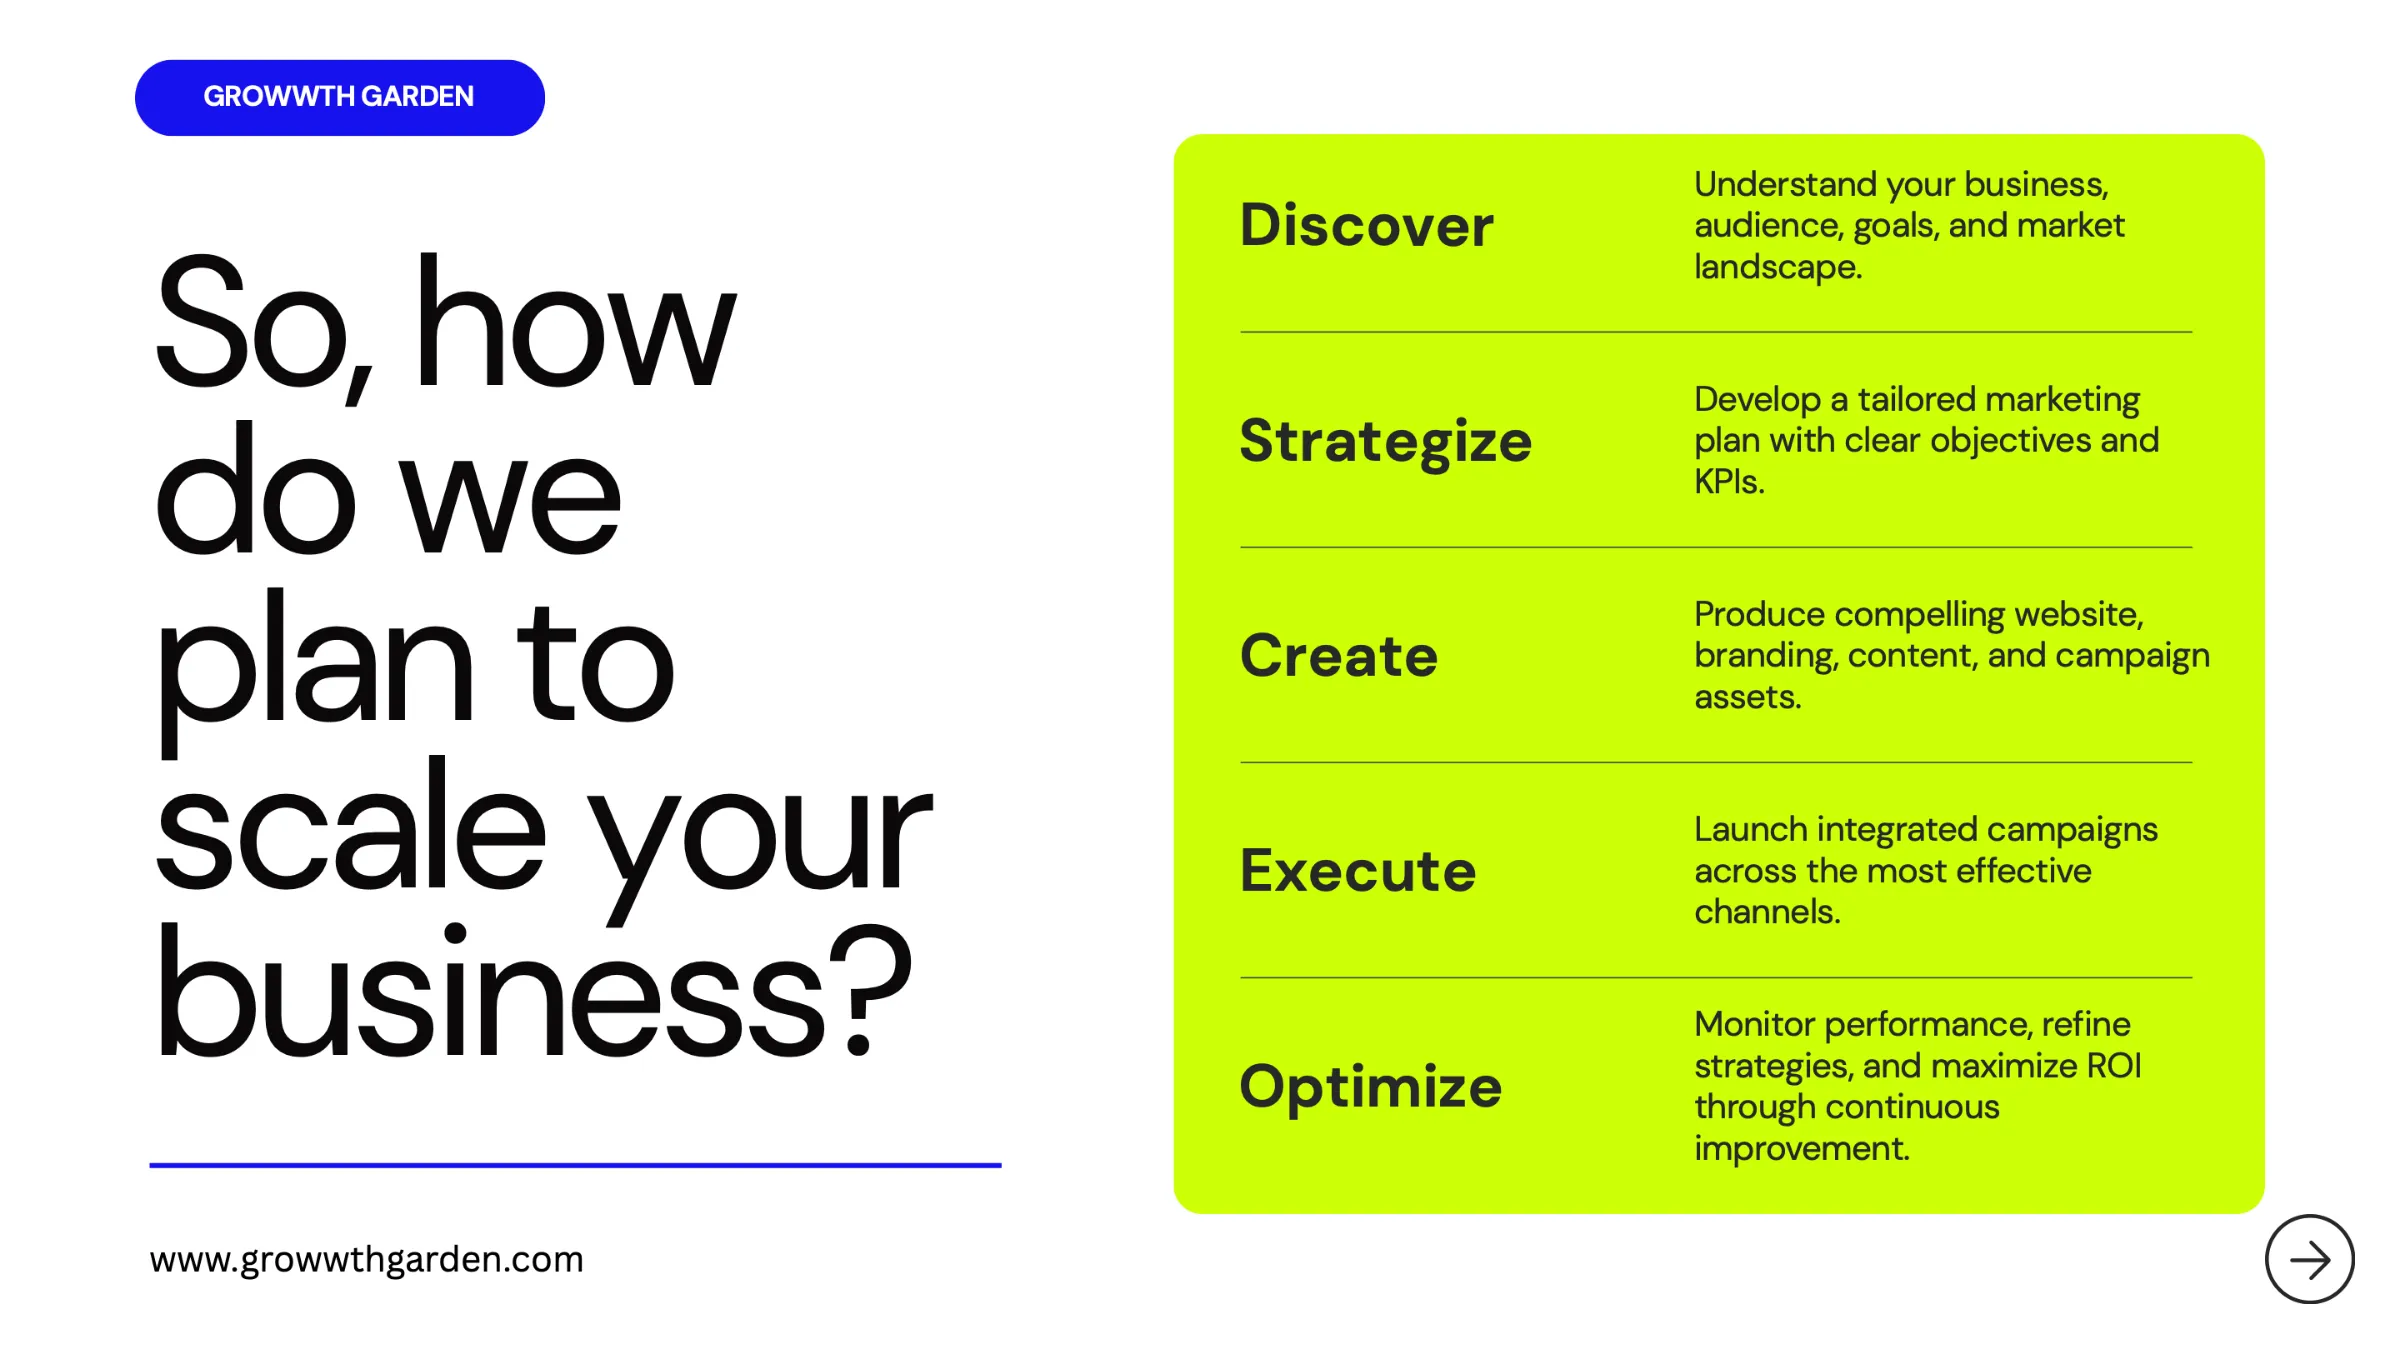 GROWWTH GARDEN
So, how
do we
plan to
scale your
business?
www.growwthgarden.com
Discover
Understand your business,
audience, goals, and market
landscape.
Strategize
Develop a tailored marketing
plan with clear objectives and
KPIs.
Create
Produce compelling website,
branding, content, and campaign
assets.
Execute
Launch integrated campaigns
across the most effective
channels.
Optimize
Monitor performance, refine
strategies, and maximize ROI
through continuous
improvement.